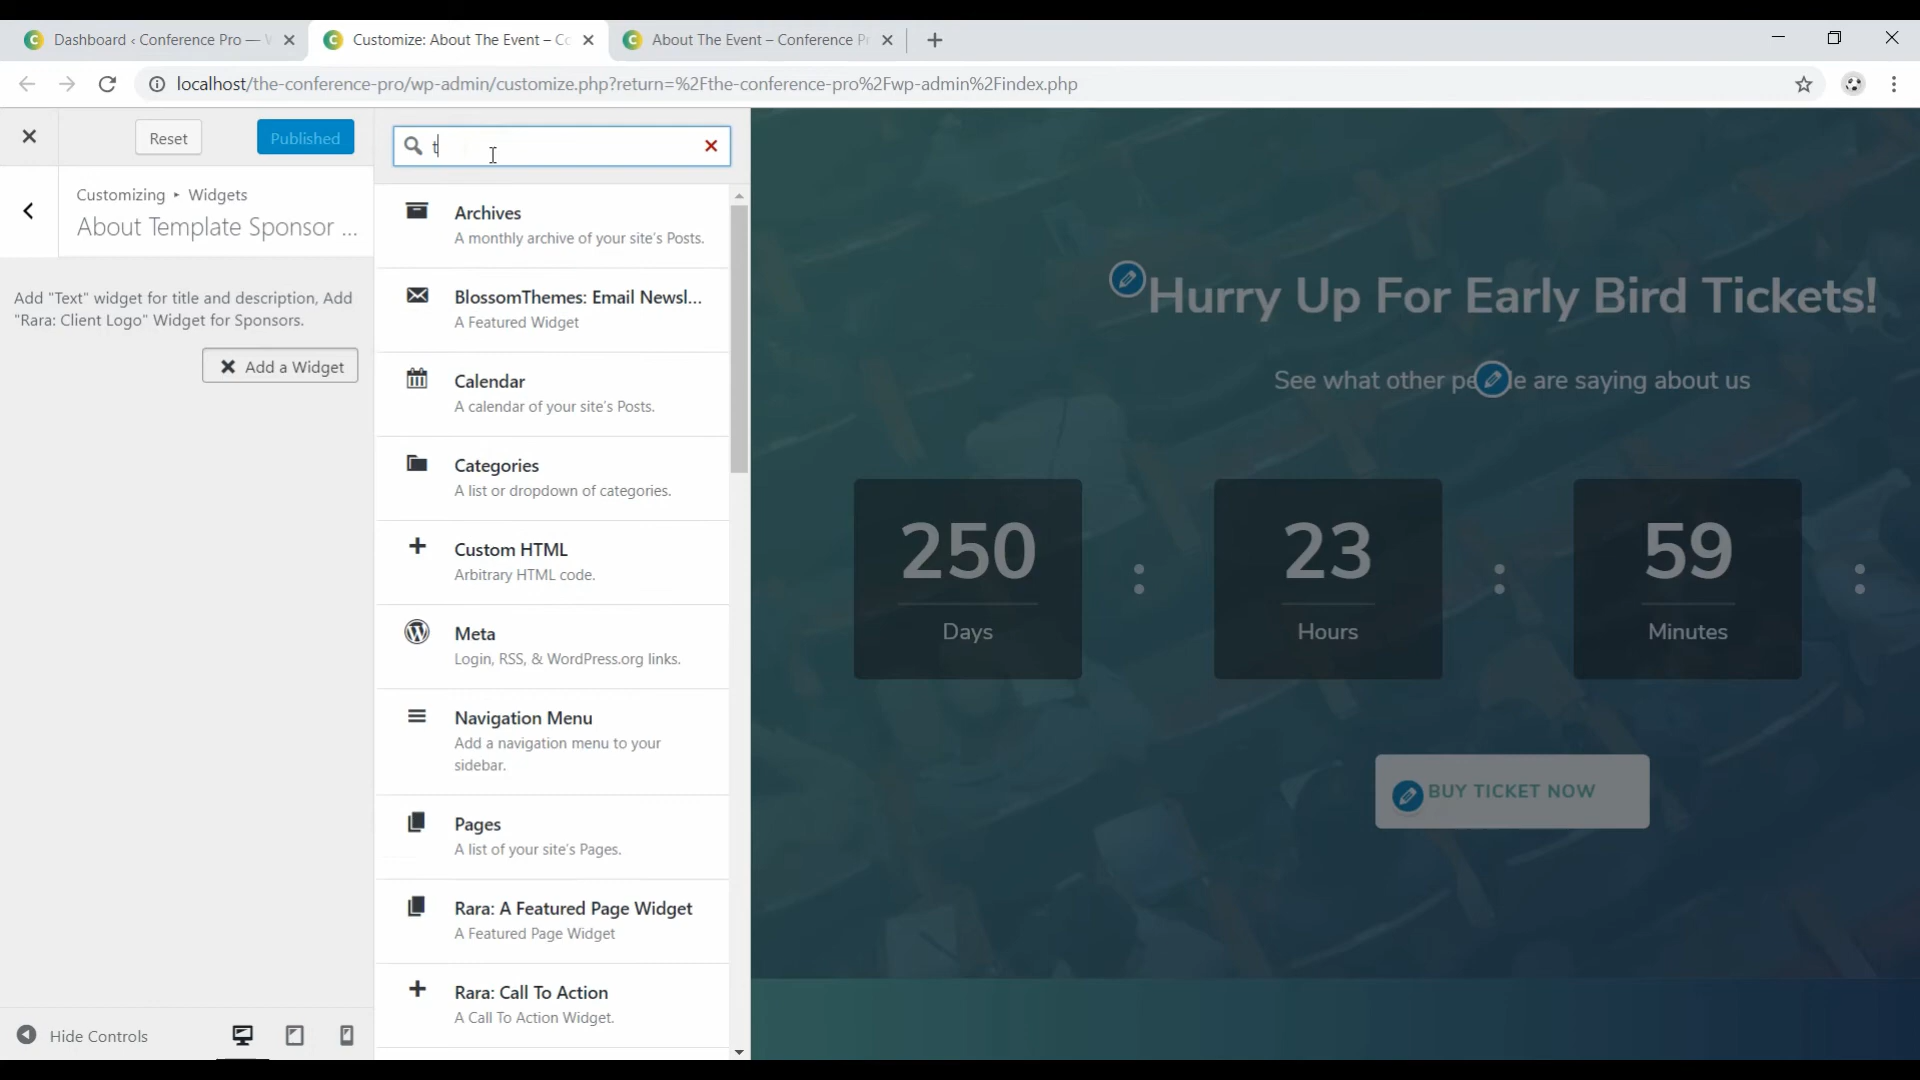 Dashboard ‹ Conference Pro — W
Customize: About The Event – Co
About The Event – Conference Pr
localhost/the-conference-pro/wp-admin/customize.php?return=%2Fthe-conference-pro%2Fwp-admin%2Findex.php
Reset
Published
t
Customizing ▸ Widgets
About Template Sponsor ...
Add "Text" widget for title and description, Add
"Rara: Client Logo" Widget for Sponsors.
Add a Widget
Archives
A monthly archive of your site's Posts.
BlossomThemes: Email Newsl...
A Featured Widget
Calendar
A calendar of your site's Posts.
Categories
A list or dropdown of categories.
Custom HTML
Arbitrary HTML code.
Meta
Login, RSS, & WordPress.org links.
Navigation Menu
Add a navigation menu to your
sidebar.
Pages
A list of your site's Pages.
Rara: A Featured Page Widget
A Featured Page Widget
Rara: Call To Action
A Call To Action Widget.
Hide Controls
Hurry Up For Early Bird Tickets!
See what other pe le are saying about us
250 : 23 : 59 :
Days Hours Minutes
BUY TICKET NOW